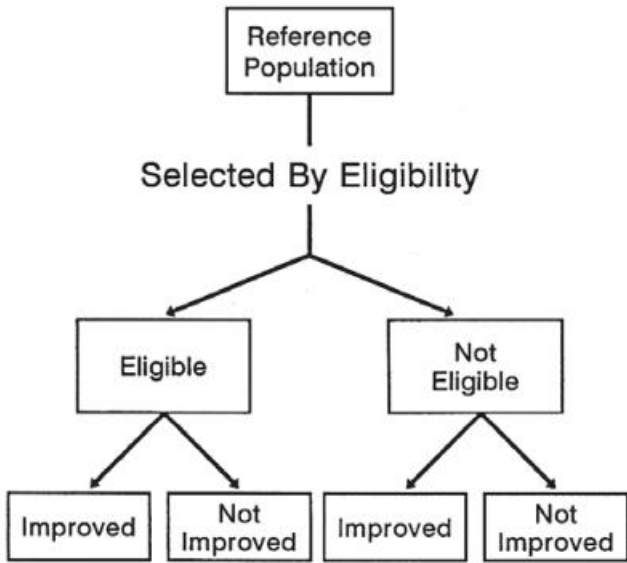 Reference
Population
Selected By Eligibility
Eligible
Not
Eligible
Improved
Not
Improved
Improved
Not
Improved